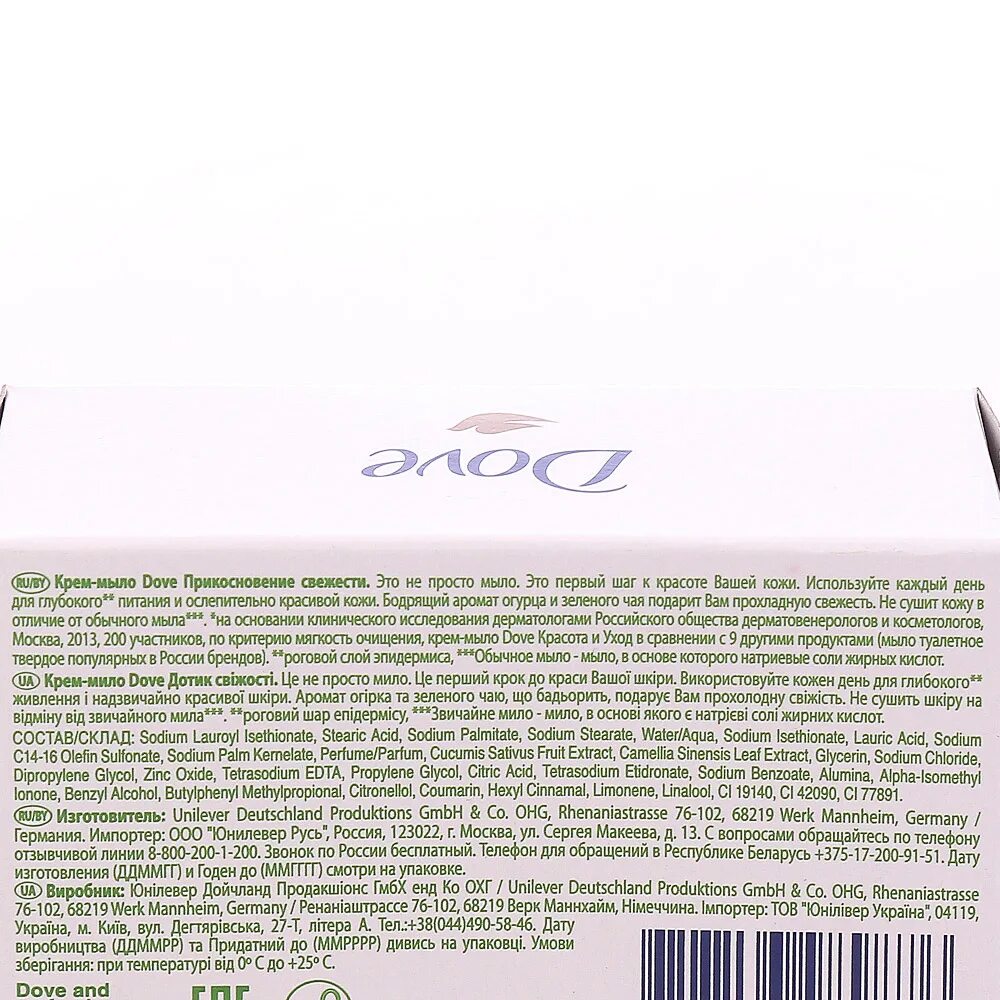 Dove
RU/BY Крем-мыло Dove Прикосновение свежести. Это не просто мыло. Это первый шаг к красоте Вашей кожи. Используйте каждый день
для глубокого** питания и ослепительно красивой кожи. Бодрящий аромат огурца и зеленого чая подарит Вам прохладную свежесть. Не сушит кожу в
отличие от обычного мыла***. *на основании клинического исследования дерматологами Российского общества дерматовенерологов и косметологов,
Москва, 2013, 200 участников, по критерию мягкость очищения, крем-мыло Dove Красота и Уход в сравнении с 9 другими продуктами (мыло туалетное
твердое популярных в России брендов). **роговой слой эпидермиса, ***Обычное мыло - мыло, в основе которого натриевые соли жирных кислот.
UA Крем-мило Dove Дотик свіжості. Це не просто мило. Це перший крок до краси Вашої шкіри. Використовуйте кожен день для глибокого**
живлення і надзвичайно красивої шкіри. Аромат огірка та зеленого чаю, що бадьорить, подарує Вам прохолодну свіжість. Не сушить шкіру на
відміну від звичайного мила***. **роговий шар епідермісу, ***Звичайне мило - мило, в основі якого є натрієві солі жирних кислот.
СОСТАВ/СКЛАД: Sodium Lauroyl Isethionate, Stearic Acid, Sodium Palmitate, Sodium Stearate, Water/Aqua, Sodium Isethionate, Lauric Acid, Sodium
C14-16 Olefin Sulfonate, Sodium Palm Kernelate, Perfume/Parfum, Cucumis Sativus Fruit Extract, Camellia Sinensis Leaf Extract, Glycerin, Sodium Chloride,
Dipropylene Glycol, Zinc Oxide, Tetrasodium EDTA, Propylene Glycol, Citric Acid, Tetrasodium Etidronate, Sodium Benzoate, Alumina, Alpha-Isomethyl
Ionone, Benzyl Alcohol, Butylphenyl Methylpropional, Citronellol, Coumarin, Hexyl Cinnamal, Limonene, Linalool, CI 19140, CI 42090, CI 77891.
RU/BY Изготовитель: Unilever Deutschland Produktions GmbH & Co. OHG, Rhenaniastrasse 76-102, 68219 Werk Mannheim, Germany /
Германия. Импортер: ООО "Юнилевер Русь", Россия, 123022, г. Москва, ул. Сергея Макеева, д. 13. С вопросами обращайтесь по телефону
отзывчивой линии 8-800-200-1-200. Звонок по России бесплатный. Телефон для обращений в Республике Беларусь +375-17-200-91-51. Дату
изготовления (ДДММГГ) и Годен до (ММГГГГ) смотри на упаковке.
UA Виробник: Юнілевер Дойчланд Продакшіонс Гмбх енд Ко ОХГ / Unilever Deutschland Produktions GmbH & Co. OHG, Rhenaniastrasse
76-102, 68219 Werk Mannheim, Germany / Ренаніаштрассе 76-102, 68219 Верк Маннхайм, Німеччина. Імпортер: ТОВ "Юнілівер Україна", 04119,
Україна, м. Київ, вул. Дегтярівська, 27-Т, літера А. Тел.:+38(044)490-58-46. Дату
виробництва (ДДММРР) та Придатний до (ММРРРР) дивись на упаковці. Умови
зберігання: при температурі від 0° С до +25° С.
Dove and